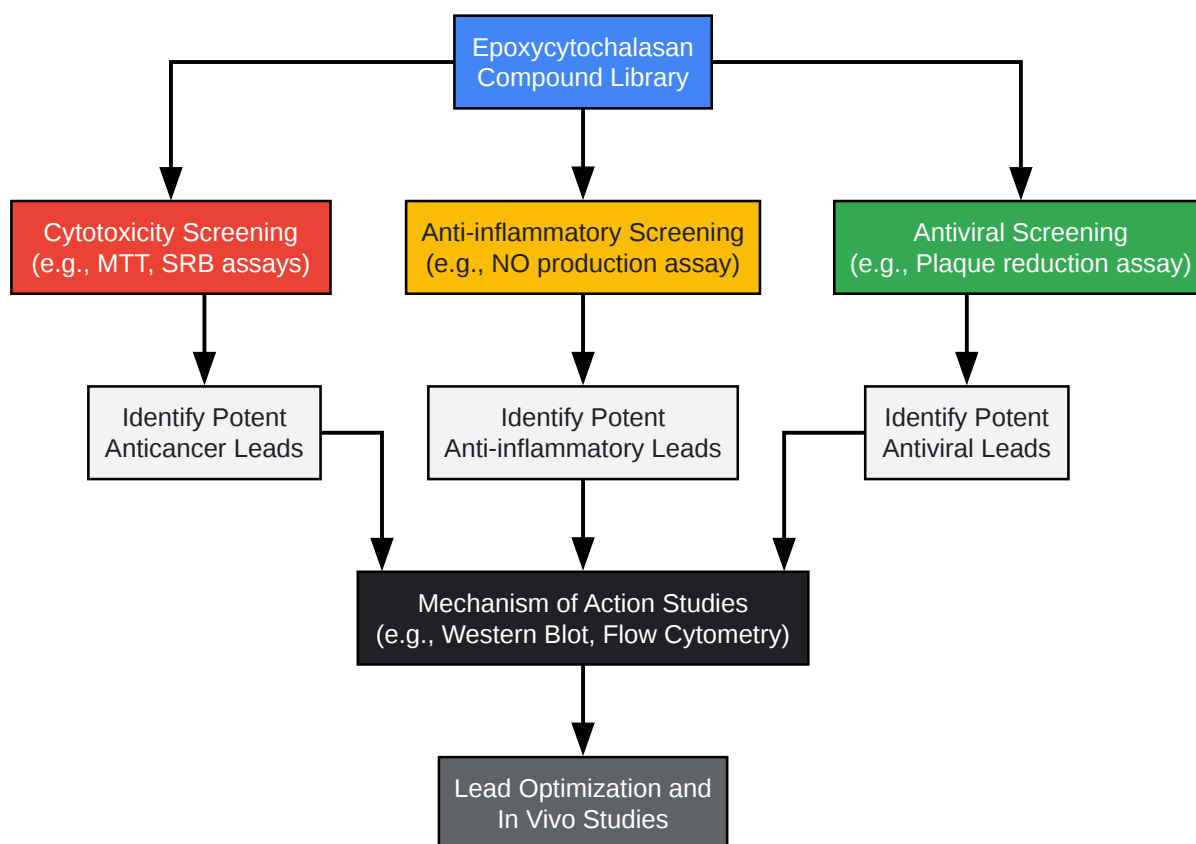 Epoxycytochalasan
Compound Library
Cytotoxicity Screening
(e.g., MTT, SRB assays)
Anti-inflammatory Screening
(e.g., NO production assay)
Antiviral Screening
(e.g., Plaque reduction assay)
Identify Potent
Anticancer Leads
Identify Potent
Anti-inflammatory Leads
Identify Potent
Antiviral Leads
Mechanism of Action Studies
(e.g., Western Blot, Flow Cytometry)
Lead Optimization and
In Vivo Studies